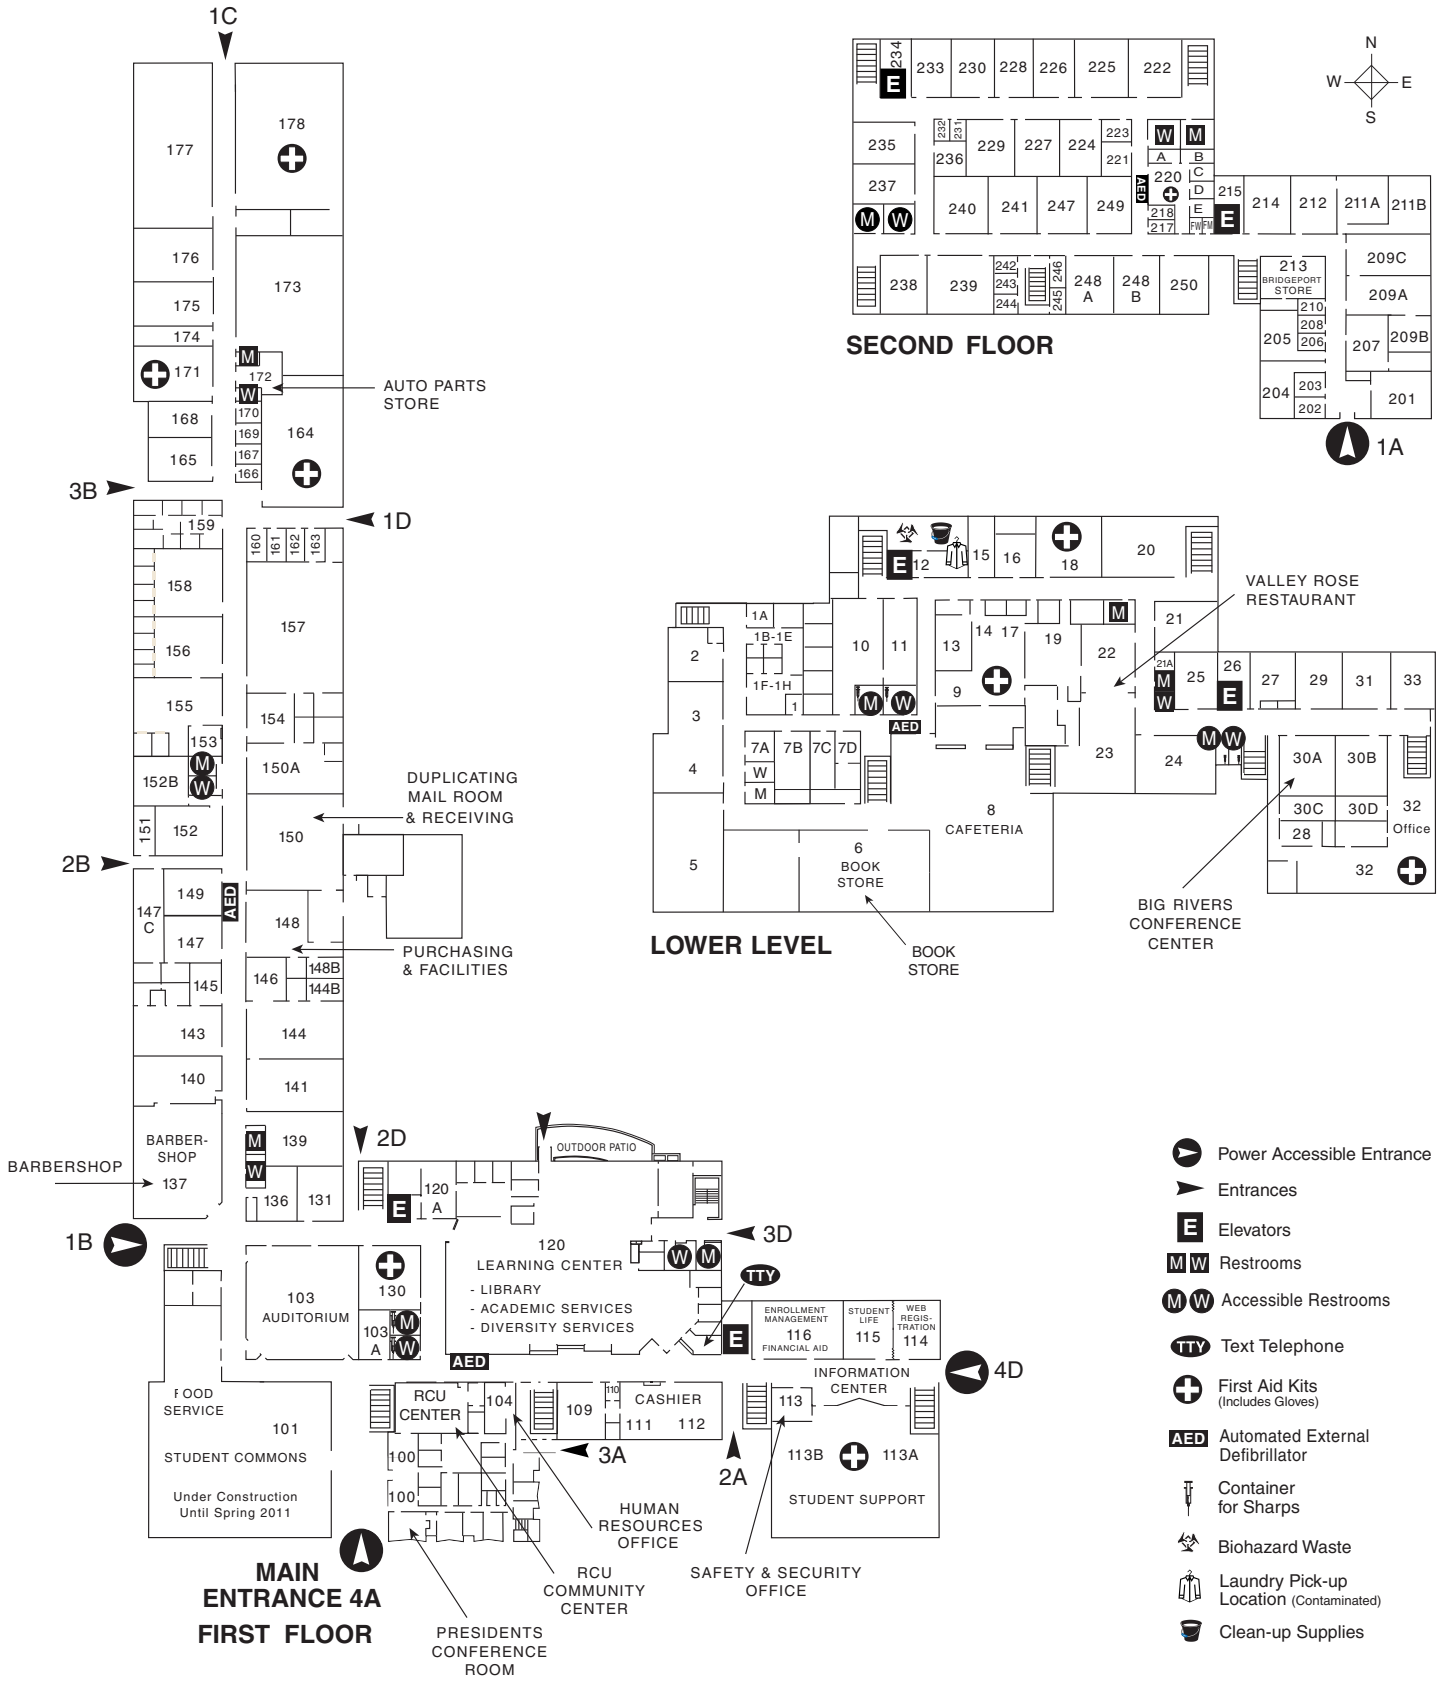 1C
177
178
176
173
175
174
M
171
172
AUTO PARTS
STORE
W
168
170
169
164
165
167
166
3B
1D
159
160
161
162
163
158
157
156
155
154
153
M
150A
152B
W
DUPLICATING
MAIL ROOM
& RECEIVING
151
152
150
2B
149
AED
147
C
148
147
PURCHASING
& FACILITIES
145
146
148B
144B
143
144
140
141
BARBER-
SHOP
137
BARBERSHOP
M
139
W
136
131
2D
OUTDOOR PATIO
E
120
A
1B
3D
120
LEARNING CENTER
- LIBRARY
- ACADEMIC SERVICES
- DIVERSITY SERVICES
W
M
TTY
103
AUDITORIUM
130
103
A
M
W
AED
E
ENROLLMENT
MANAGEMENT
116
FINANCIAL AID
STUDENT
LIFE
115
WEB
REGIS-
TRATION
114
INFORMATION
CENTER
4D
FOOD
SERVICE
101
STUDENT COMMONS
Under Construction
Until Spring 2011
RCU
CENTER
104
109
110
CASHIER
111
112
113
100
100
3A
2A
113B
113A
STUDENT SUPPORT
HUMAN
RESOURCES
OFFICE
SAFETY & SECURITY
OFFICE
RCU
COMMUNITY
CENTER
PRESIDENTS
CONFERENCE
ROOM
MAIN
ENTRANCE 4A
FIRST FLOOR
234
E
233
230
228
226
225
222
N
W
E
S
235
232
231
236
229
227
224
223
221
W
M
A
B
220
C
D
E
237
M
W
240
241
247
249
AED
218
217
FW
FM
215
E
214
212
211A
211B
238
239
242
243
244
246
245
248
A
248
B
250
213
BRIDGEPORT
STORE
209C
209A
210
208
206
205
207
209B
204
203
202
201
SECOND FLOOR
1A
E
12
15
16
18
20
1A
1B-1E
1F-1H
1
2
10
11
13
14
17
19
M
22
21
VALLEY ROSE
RESTAURANT
21A
M
W
25
26
E
27
29
31
33
9
M
W
AED
3
4
7A
7B
7C
7D
W
M
23
24
M
W
30A
30B
30C
30D
28
32
Office
32
8
CAFETERIA
5
6
BOOK
STORE
BIG RIVERS
CONFERENCE
CENTER
LOWER LEVEL
BOOK
STORE
Power Accessible Entrance
Entrances
E
Elevators
M W
Restrooms
M W
Accessible Restrooms
TTY
Text Telephone
First Aid Kits
(Includes Gloves)
AED
Automated External
Defibrillator
Container
for Sharps
Biohazard Waste
Laundry Pick-up
Location (Contaminated)
Clean-up Supplies